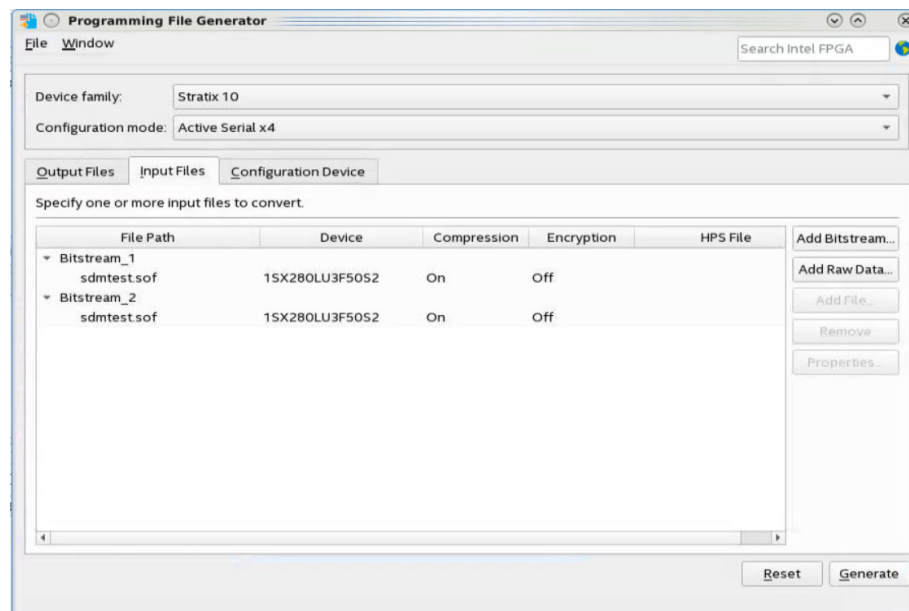 Programming File Generator
File Window
Search Intel FPGA
Device family: Stratix 10
Configuration mode: Active Serial x4
Output Files Input Files Configuration Device
Specify one or more input files to convert.
File Path Device Compression Encryption HPS File
Add Bitstream...
Bitstream_1
sdmtest.sof 1SX280LU3F50S2 On Off
Add Raw Data...
Bitstream_2
Add File...
sdmtest.sof 1SX280LU3F50S2 On Off
Remove
Properties...
Reset Generate